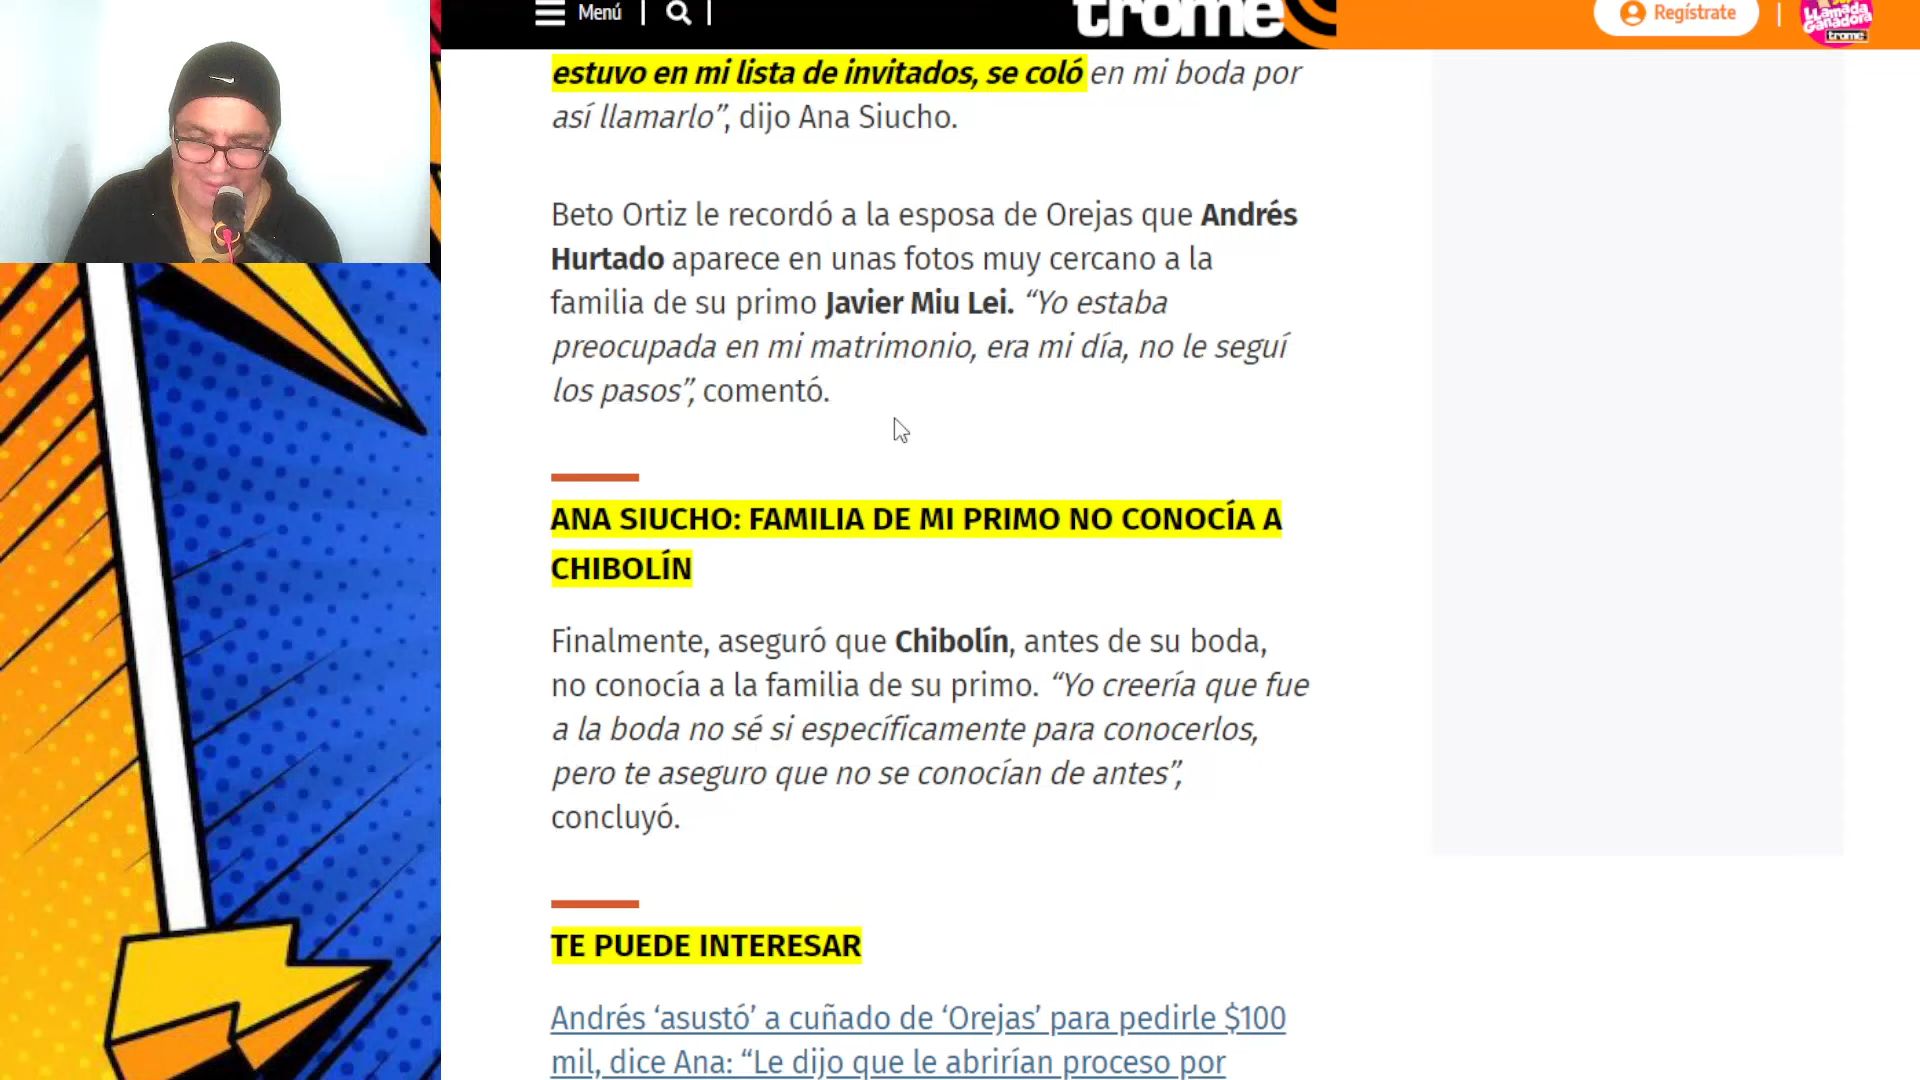 Menú
trome
Regístrate
LLamada
Ganadora
trome
estuvo en mi lista de invitados, se coló en mi boda por
así llamarlo”, dijo Ana Siucho.
Beto Ortiz le recordó a la esposa de Orejas que Andrés
Hurtado aparece en unas fotos muy cercano a la
familia de su primo Javier Miu Lei. “Yo estaba
preocupada en mi matrimonio, era mi día, no le seguí
los pasos”, comentó.
ANA SIUCHO: FAMILIA DE MI PRIMO NO CONOCÍA A
CHIBOLÍN
Finalmente, aseguró que Chibolín, antes de su boda,
no conocía a la familia de su primo. “Yo creería que fue
a la boda no sé si específicamente para conocerlos,
pero te aseguro que no se conocían de antes”,
concluyó.
TE PUEDE INTERESAR
Andrés ‘asustó’ a cuñado de ‘Orejas’ para pedirle $100
mil, dice Ana: “Le dijo que le abrirían proceso por